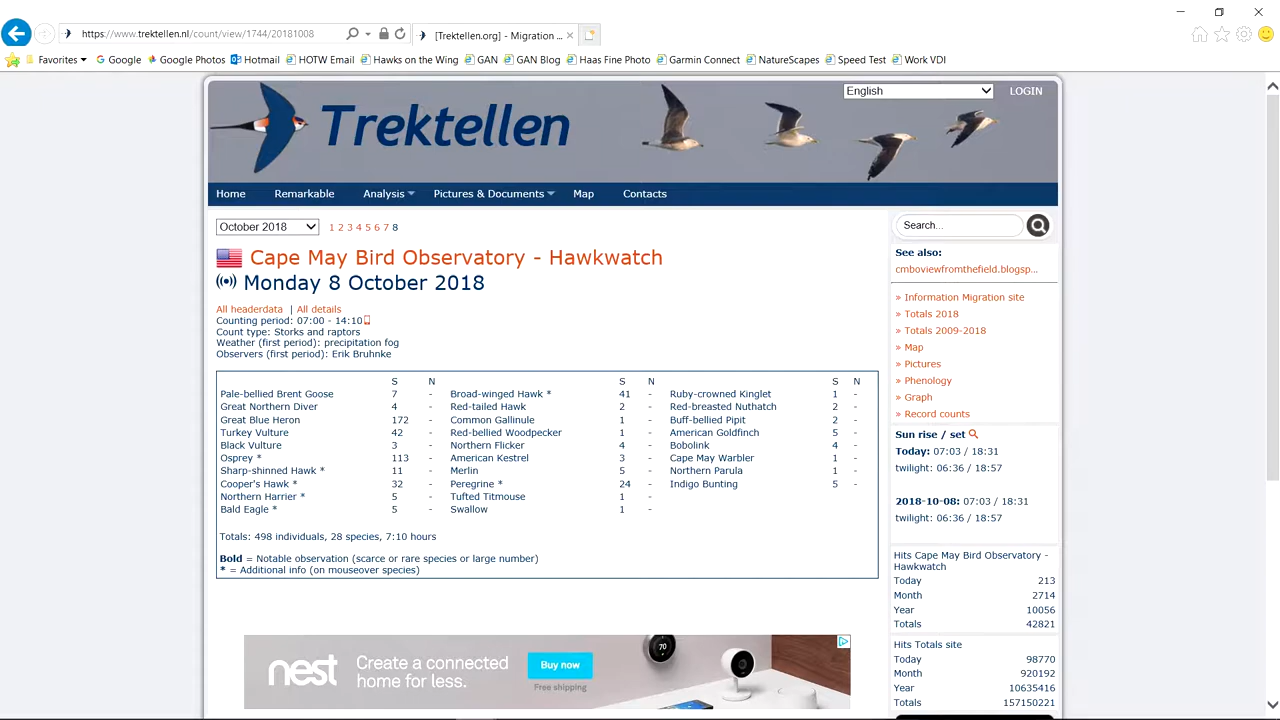 https://www.trektellen.nl/count/view/1744/20181008
[Trektellen.org] - Migration ...
Favorites
Google
Google Photos
Hotmail
HOTW Email
Hawks on the Wing
GAN
GAN Blog
Haas Fine Photo
Garmin Connect
NatureScapes
Speed Test
Work VDI
Trektellen
English
LOGIN
Home Remarkable Analysis Pictures & Documents Map Contacts
October 2018 1 2 3 4 5 6 7 8
Cape May Bird Observatory - Hawkwatch
Monday 8 October 2018
All headerdata | All details
Counting period: 07:00 - 14:10
Count type: Storks and raptors
Weather (first period): precipitation fog
Observers (first period): Erik Bruhnke
S N S N S N
Pale-bellied Brent Goose 7 - Broad-winged Hawk * 41 - Ruby-crowned Kinglet 1 -
Great Northern Diver 4 - Red-tailed Hawk 2 - Red-breasted Nuthatch 2 -
Great Blue Heron 172 - Common Gallinule 1 - Buff-bellied Pipit 2 -
Turkey Vulture 42 - Red-bellied Woodpecker 1 - American Goldfinch 5 -
Black Vulture 3 - Northern Flicker 4 - Bobolink 4 -
Osprey * 113 - American Kestrel 3 - Cape May Warbler 1 -
Sharp-shinned Hawk * 11 - Merlin 5 - Northern Parula 1 -
Cooper's Hawk * 32 - Peregrine * 24 - Indigo Bunting 5 -
Northern Harrier * 5 - Tufted Titmouse 1 -
Bald Eagle * 5 - Swallow 1 -
Totals: 498 individuals, 28 species, 7:10 hours
Bold = Notable observation (scarce or rare species or large number)
* = Additional info (on mouseover species)
nest
Create a connected
home for less.
Buy now
Free shipping
70
Search...
See also:
cmboviewfromthefield.blogsp...
» Information Migration site
» Totals 2018
» Totals 2009-2018
» Map
» Pictures
» Phenology
» Graph
» Record counts
Sun rise / set
Today: 07:03 / 18:31
twilight: 06:36 / 18:57
2018-10-08: 07:03 / 18:31
twilight: 06:36 / 18:57
Hits Cape May Bird Observatory -
Hawkwatch
Today 213
Month 2714
Year 10056
Totals 42821
Hits Totals site
Today 98770
Month 920192
Year 10635416
Totals 157150221